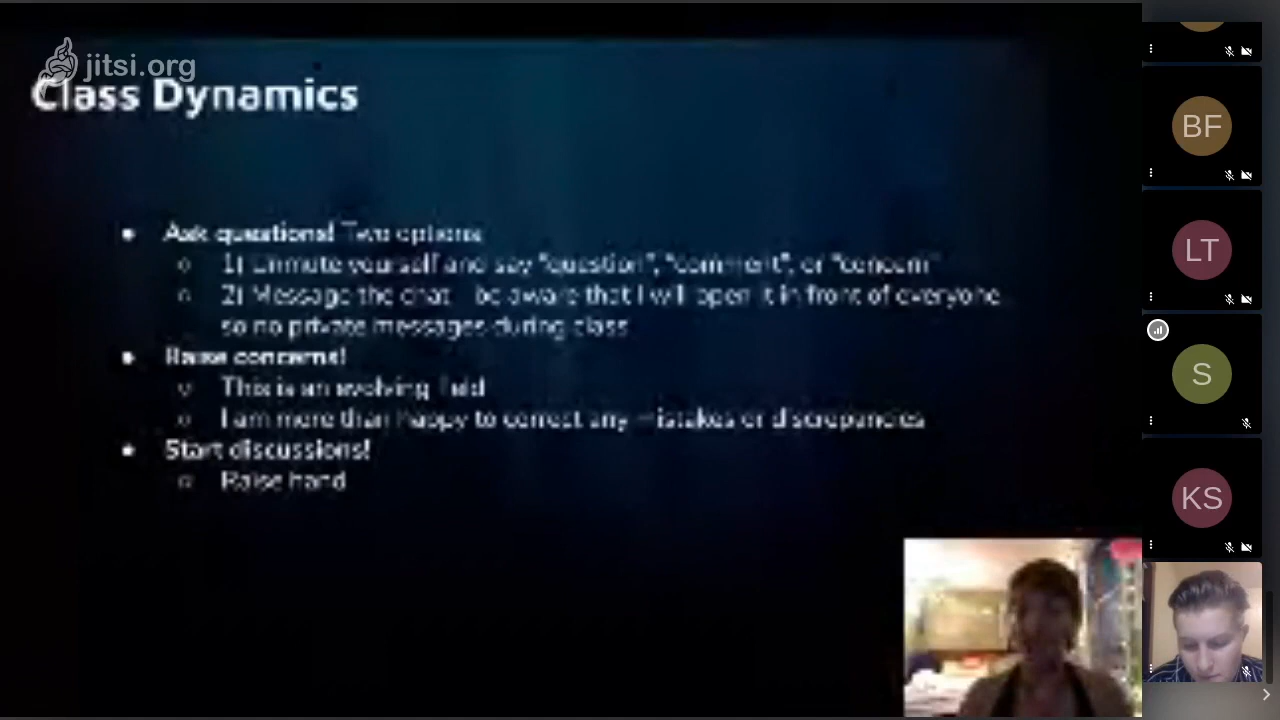 jitsi.org
Class Dynamics
● Ask questions! Two options
○ 1) Unmute yourself and say "question", "comment", or "concern"
○ 2) Message the chat be aware that I will open it in front of everyone
so no private messages during class
● Raise concerns!
○ This is an evolving field
○ I am more than happy to correct any mistakes or discrepancies
● Start discussions!
○ Raise hand
BF
LT
S
KS